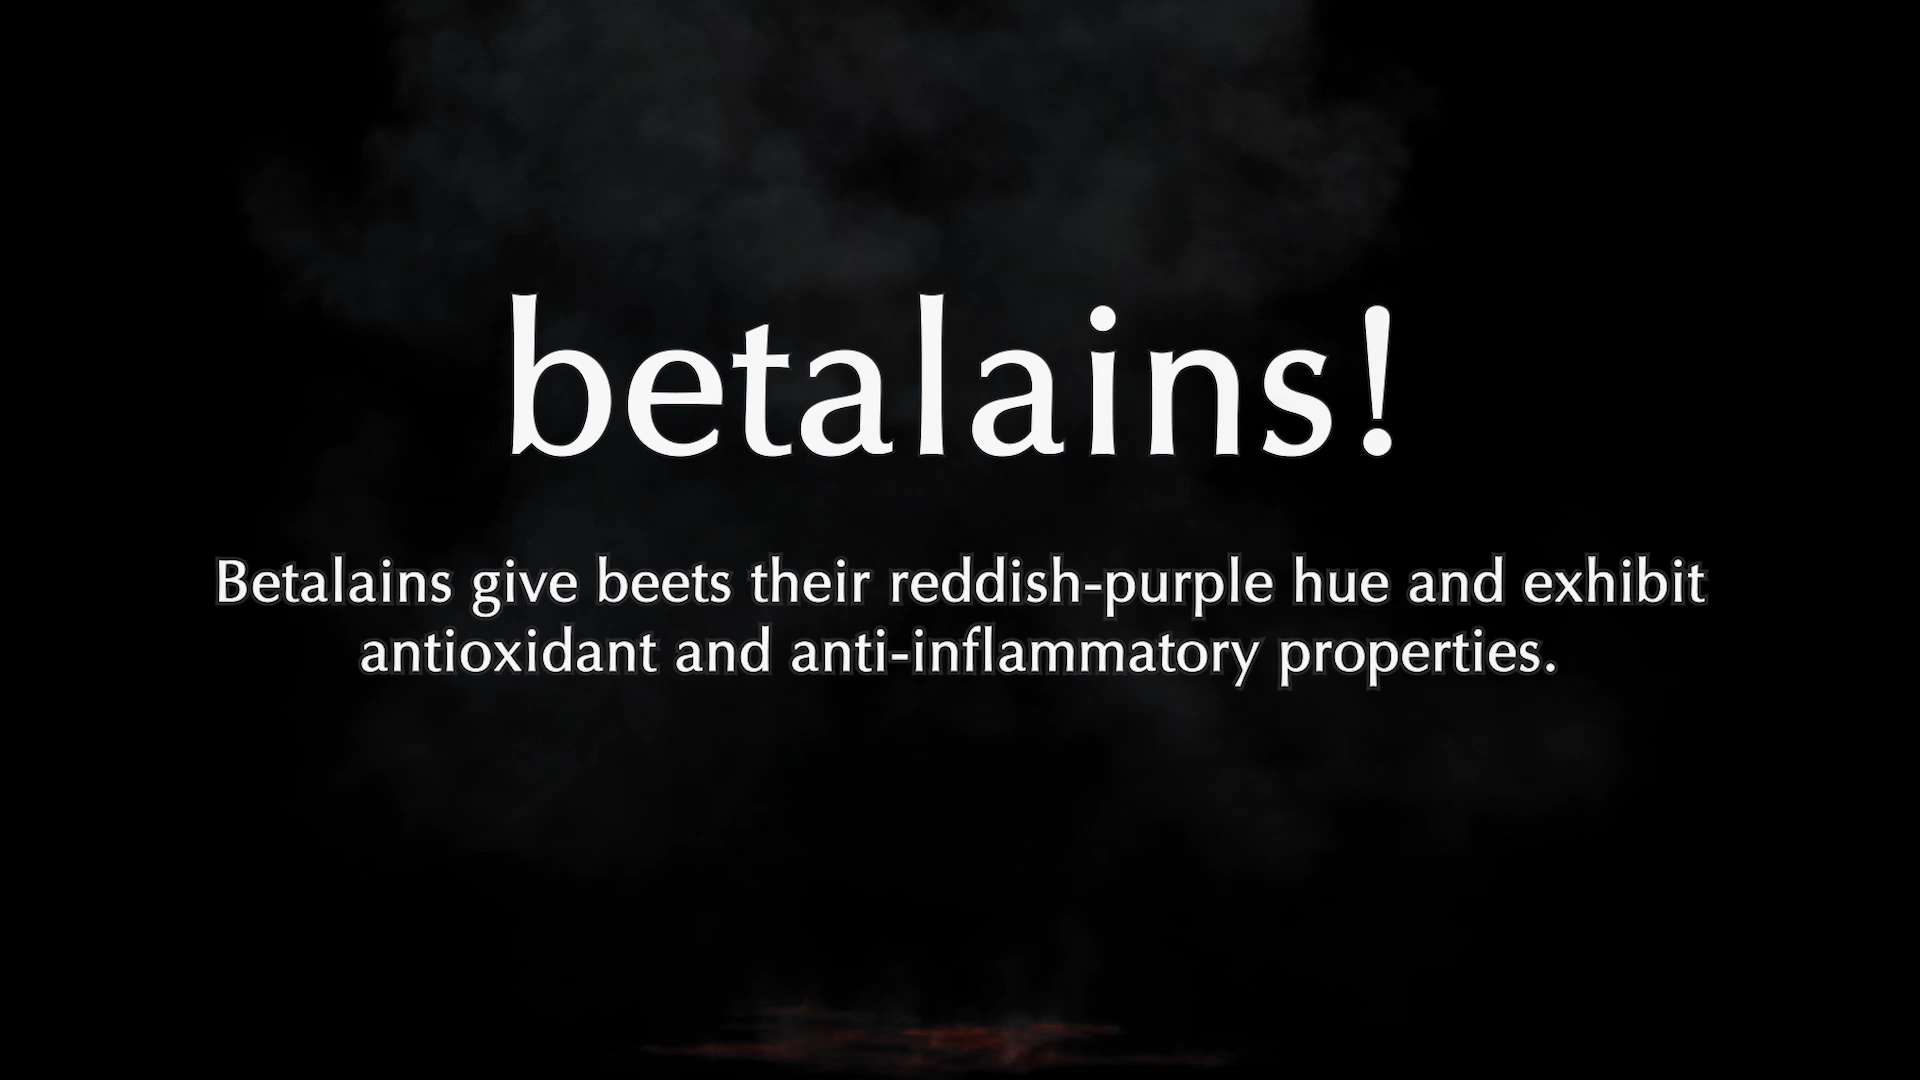 betalains!
Betalains give beets their reddish-purple hue and exhibit
antioxidant and anti-inflammatory properties.